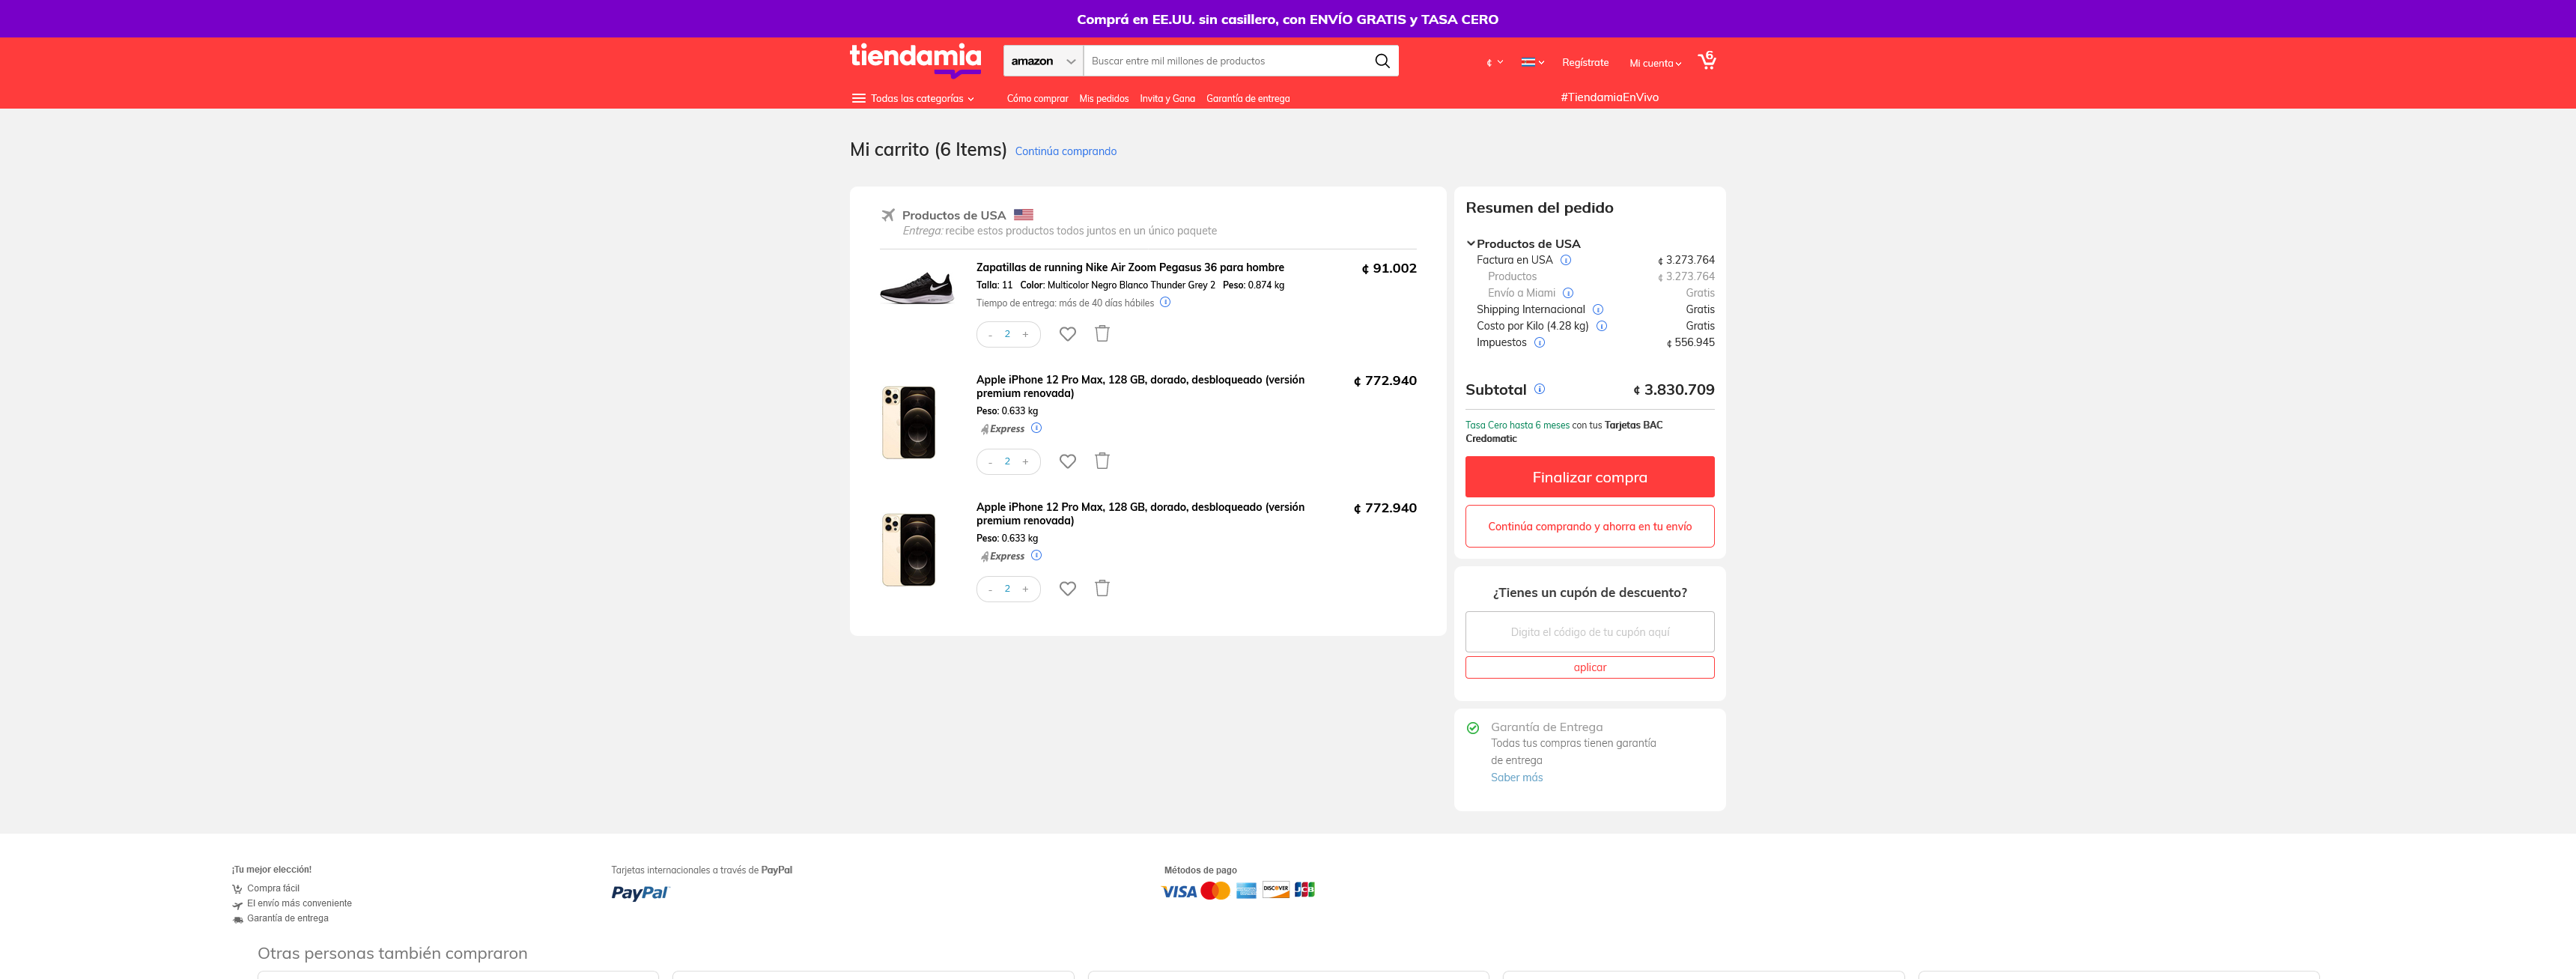 Comprá en EE.UU. sin casillero, con ENVÍO GRATIS y TASA CERO
tiendamia
amazon
Buscar entre mil millones de productos
¢
Regístrate
Mi cuenta
6
Todas las categorías
Cómo comprar
Mis pedidos
Invita y Gana
Garantía de entrega
#TiendamiaEnVivo
Mi carrito (6 Items) Continúa comprando
Productos de USA
Entrega: recibe estos productos todos juntos en un único paquete
Zapatillas de running Nike Air Zoom Pegasus 36 para hombre
¢ 91.002
Talla: 11 Color: Multicolor Negro Blanco Thunder Grey 2 Peso: 0.874 kg
Tiempo de entrega: más de 40 días hábiles
- 2 +
Apple iPhone 12 Pro Max, 128 GB, dorado, desbloqueado (versión
premium renovada)
¢ 772.940
Peso: 0.633 kg
Express
- 2 +
Apple iPhone 12 Pro Max, 128 GB, dorado, desbloqueado (versión
premium renovada)
¢ 772.940
Peso: 0.633 kg
Express
- 2 +
Resumen del pedido
Productos de USA
Factura en USA ¢ 3.273.764
Productos ¢ 3.273.764
Envío a Miami Gratis
Shipping Internacional Gratis
Costo por Kilo (4.28 kg) Gratis
Impuestos ¢ 556.945
Subtotal ¢ 3.830.709
Tasa Cero hasta 6 meses con tus Tarjetas BAC
Credomatic
Finalizar compra
Continúa comprando y ahorra en tu envío
¿Tienes un cupón de descuento?
Digita el código de tu cupón aquí
aplicar
Garantía de Entrega
Todas tus compras tienen garantía
de entrega
Saber más
¡Tu mejor elección!
Compra fácil
El envío más conveniente
Garantía de entrega
Tarjetas internacionales a través de PayPal
PayPal
Métodos de pago
VISA
DISCOVER
JCB
Otras personas también compraron